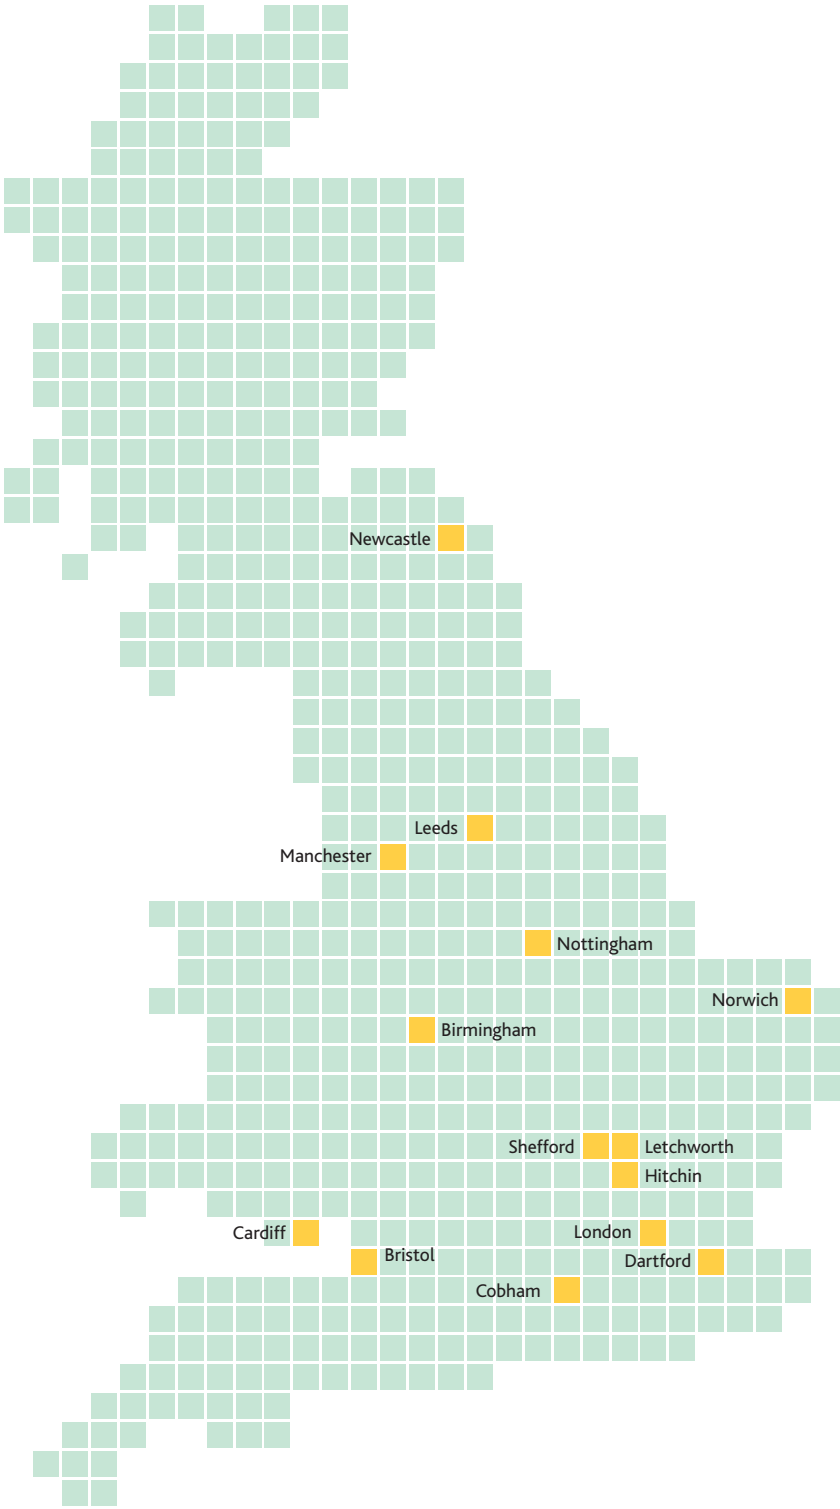 Newcastle
Leeds
Manchester
Nottingham
Norwich
Birmingham
Shefford
Letchworth
Hitchin
Cardiff
London
Bristol
Dartford
Cobham